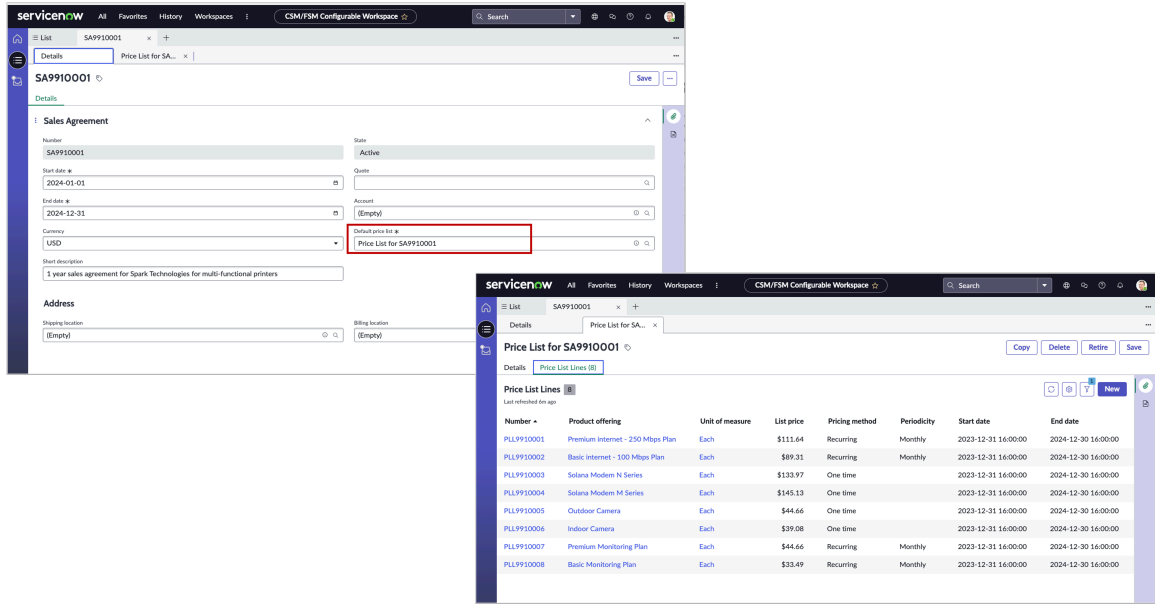 servicenow All Favorites History Workspaces CSM/FSM Configurable Workspace Search
List SA9910001 × +
Details Price List for SA... ×
SA9910001 Save
Details
Sales Agreement
Number State
SA9910001 Active
Start date * Quote
2024-01-01
End date * Account
2024-12-31 (Empty)
Currency Default price list *
USD Price List for SA9910001
Short description
1 year sales agreement for Spark Technologies for multi-functional printers
Address
Shipping location Billing location
(Empty) (Empty)
servicenow All Favorites History Workspaces CSM/FSM Configurable Workspace Search
List SA9910001 × +
Details Price List for SA... ×
Price List for SA9910001 Copy Delete Retire Save
Details Price List Lines (8)
Price List Lines 8 1 New
Last refreshed 6m ago
Number Product offering Unit of measure List price Pricing method Periodicity Start date End date
PLL9910001 Premium internet - 250 Mbps Plan Each $111.64 Recurring Monthly 2023-12-31 16:00:00 2024-12-30 16:00:00
PLL9910002 Basic internet - 100 Mbps Plan Each $89.31 Recurring Monthly 2023-12-31 16:00:00 2024-12-30 16:00:00
PLL9910003 Solana Modem N Series Each $133.97 One time 2023-12-31 16:00:00 2024-12-30 16:00:00
PLL9910004 Solana Modem M Series Each $145.13 One time 2023-12-31 16:00:00 2024-12-30 16:00:00
PLL9910005 Outdoor Camera Each $44.66 One time 2023-12-31 16:00:00 2024-12-30 16:00:00
PLL9910006 Indoor Camera Each $39.08 One time 2023-12-31 16:00:00 2024-12-30 16:00:00
PLL9910007 Premium Monitoring Plan Each $44.66 Recurring Monthly 2023-12-31 16:00:00 2024-12-30 16:00:00
PLL9910008 Basic Monitoring Plan Each $33.49 Recurring Monthly 2023-12-31 16:00:00 2024-12-30 16:00:00